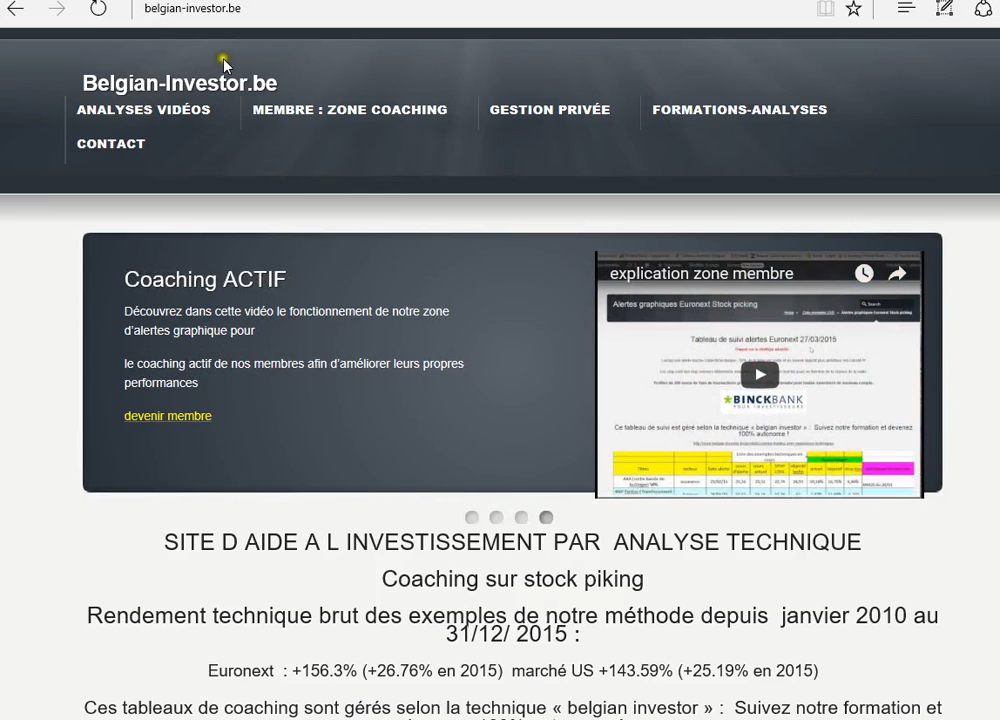 belgian-investor.be
Belgian-Investor.be
ANALYSES VIDÉOS
MEMBRE : ZONE COACHING
GESTION PRIVÉE
FORMATIONS-ANALYSES
CONTACT
Coaching ACTIF
Découvrez dans cette vidéo le fonctionnement de notre zone
d'alertes graphique pour
le coaching actif de nos membres afin d'améliorer leurs propres
performances
devenir membre
explication zone membre
Alertes graphiques Euronext Stock picking
Search
Tableau de suivi alertes Euronext 27/03/2015
BINCKBANK
Ce tableau de suivi est géré selon la technique « belgian investor » : Suivez notre formation et devenez
100% autonome !
SITE D AIDE A L INVESTISSEMENT PAR ANALYSE TECHNIQUE
Coaching sur stock piking
Rendement technique brut des exemples de notre méthode depuis janvier 2010 au
31/12/ 2015 :
Euronext : +156.3% (+26.76% en 2015) marché US +143.59% (+25.19% en 2015)
Ces tableaux de coaching sont gérés selon la technique « belgian investor » : Suivez notre formation et